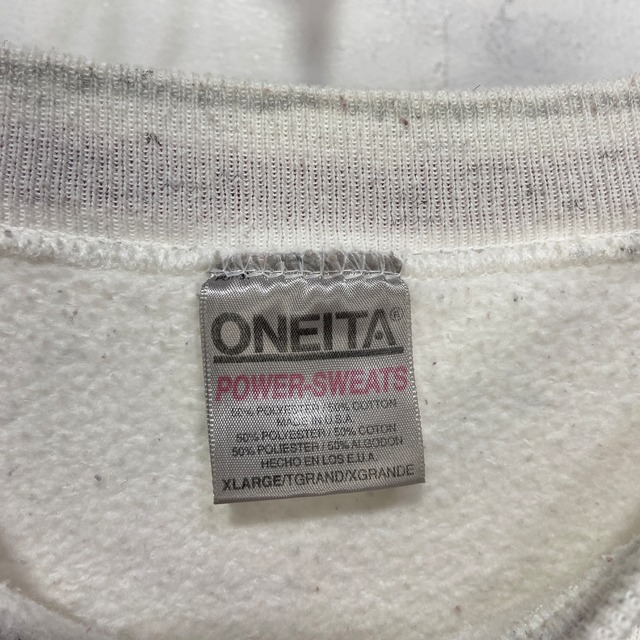 ONEITA®
POWER-SWEATS
50% POLYESTER / 50% COTTON
MADE IN U.S.A.
50% POLYESTER / 50% COTON
50% POLIESTER / 50% ALGODON
HECHO EN LOS E.U.A.
XLARGE/TGRAND/XGRANDE